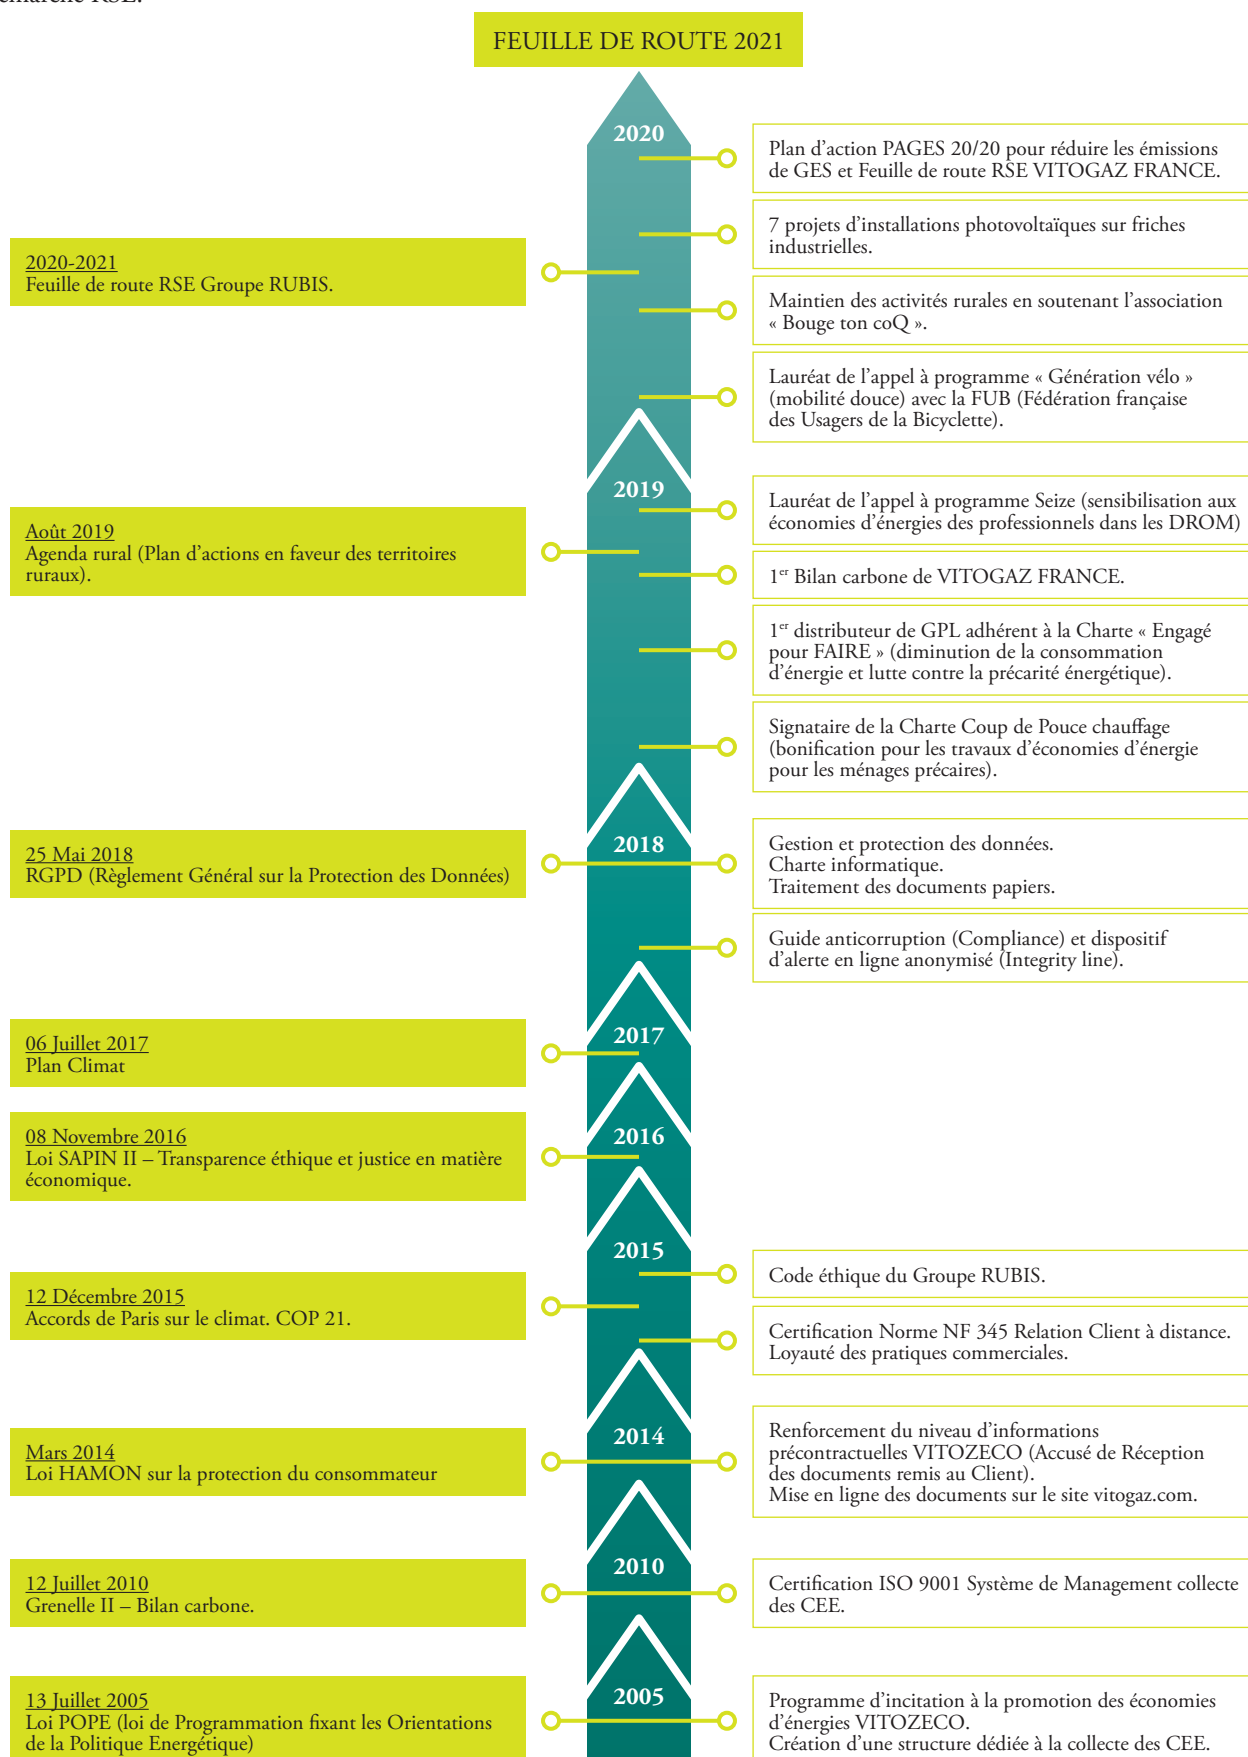 FEUILLE DE ROUTE 2021
2020
Plan d'action PAGES 20/20 pour réduire les émissions
de GES et Feuille de route RSE VITOGAZ FRANCE.
7 projets d'installations photovoltaïques sur friches
industrielles.
2020-2021
Feuille de route RSE Groupe RUBIS.
Maintien des activités rurales en soutenant l'association
« Bouge ton coQ ».
Lauréat de l'appel à programme « Génération vélo »
(mobilité douce) avec la FUB (Fédération française
des Usagers de la Bicyclette).
2019
Lauréat de l'appel à programme Seize (sensibilisation aux
économies d'énergies des professionnels dans les DROM)
Août 2019
Agenda rural (Plan d'actions en faveur des territoires
ruraux).
1er Bilan carbone de VITOGAZ FRANCE.
1er distributeur de GPL adhérent à la Charte « Engagé
pour FAIRE » (diminution de la consommation
d'énergie et lutte contre la précarité énergétique).
Signataire de la Charte Coup de Pouce chauffage
(bonification pour les travaux d'économies d'énergie
pour les ménages précaires).
2018
25 Mai 2018
RGPD (Règlement Général sur la Protection des Données)
Gestion et protection des données.
Charte informatique.
Traitement des documents papiers.
Guide anticorruption (Compliance) et dispositif
d'alerte en ligne anonymisé (Integrity line).
2017
06 Juillet 2017
Plan Climat
2016
08 Novembre 2016
Loi SAPIN II – Transparence éthique et justice en matière
économique.
2015
Code éthique du Groupe RUBIS.
12 Décembre 2015
Accords de Paris sur le climat. COP 21.
Certification Norme NF 345 Relation Client à distance.
Loyauté des pratiques commerciales.
2014
Mars 2014
Loi HAMON sur la protection du consommateur
Renforcement du niveau d'informations
précontractuelles VITOZECO (Accusé de Réception
des documents remis au Client).
Mise en ligne des documents sur le site vitogaz.com.
2010
12 Juillet 2010
Grenelle II – Bilan carbone.
Certification ISO 9001 Système de Management collecte
des CEE.
2005
13 Juillet 2005
Loi POPE (loi de Programmation fixant les Orientations
de la Politique Energétique)
Programme d'incitation à la promotion des économies
d'énergies VITOZECO.
Création d'une structure dédiée à la collecte des CEE.